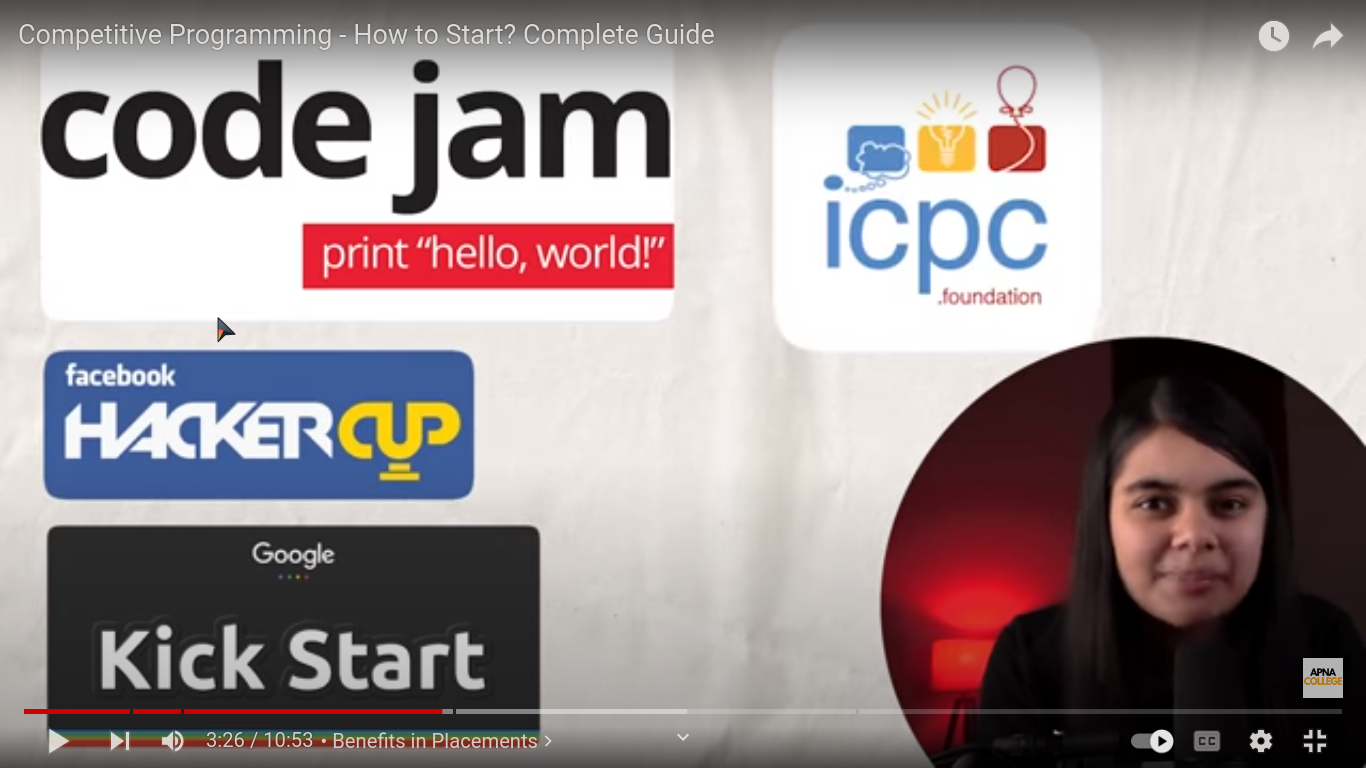 Competitive Programming - How to Start? Complete Guide
code jam
print “hello, world!”
icpc
.foundation
facebook
HACKERCUP
Google
Kick Start
APNA
COLLEGE
3:26 / 10:53 • Benefits in Placements ›
CC